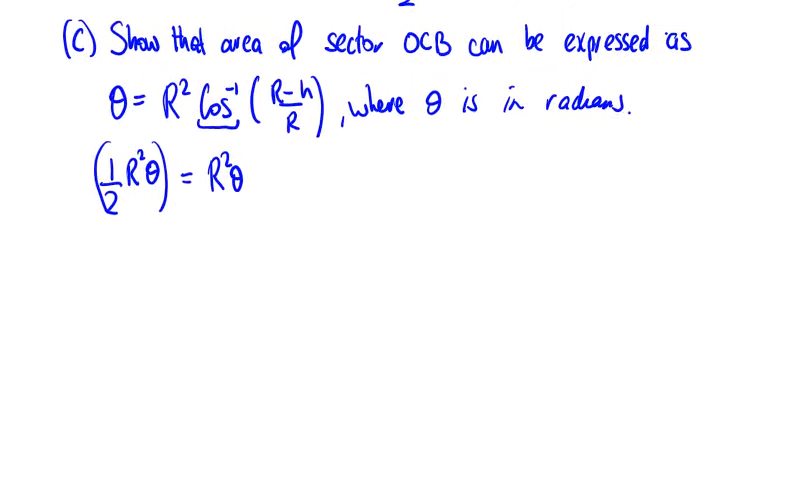 (C) Show that area of sector OCB can be expressed as
θ = R² Cos⁻¹ (R-h/R), where θ is in radians.
(1/2 R²θ) = R²θ